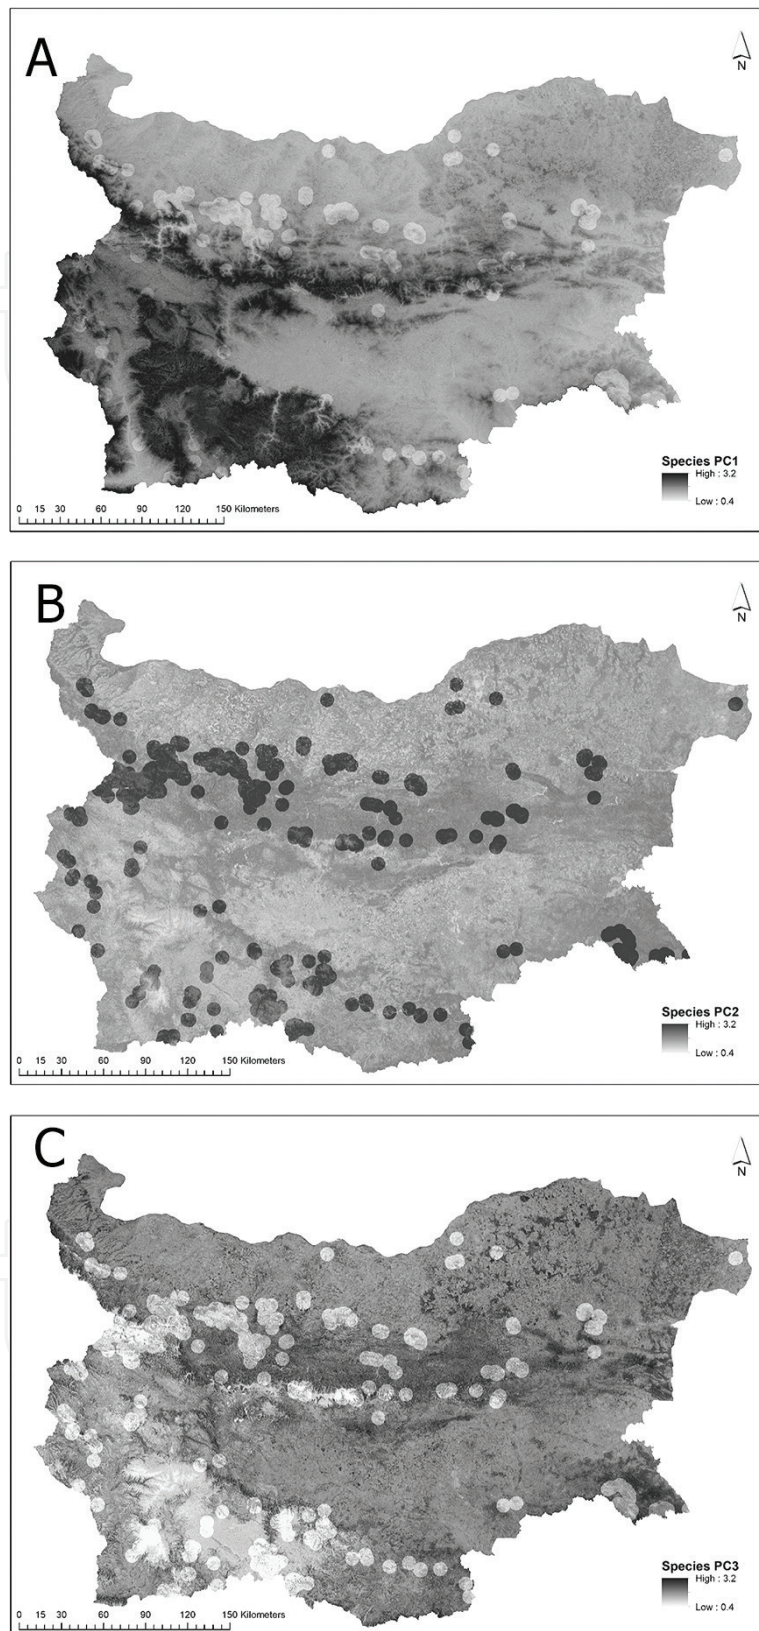 A
N
Species PC1
High : 3.2
Low : 0.4
0 15 30 60 90 120 150 Kilometers
B
N
Species PC2
High : 3.2
Low : 0.4
0 15 30 60 90 120 150 Kilometers
C
N
Species PC3
High : 3.2
Low : 0.4
0 15 30 60 90 120 150 Kilometers